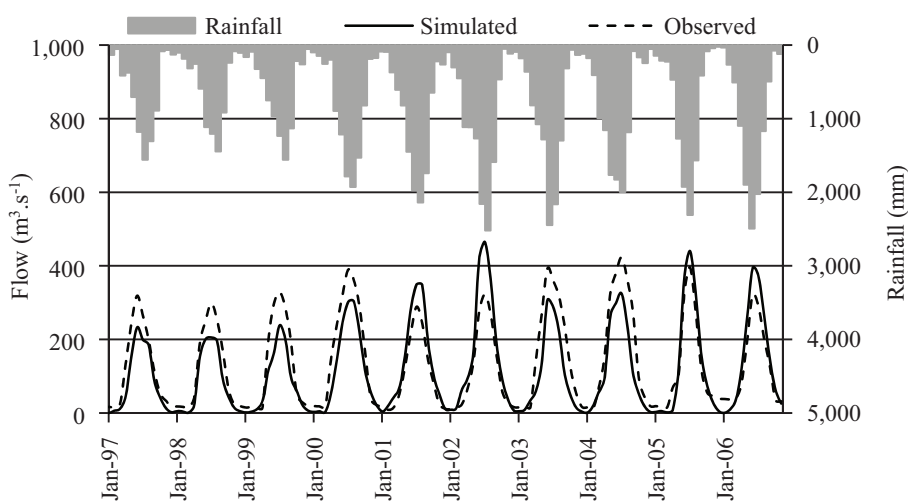 Rainfall Simulated Observed
1,000
800
600
400
200
0
Flow (m³.s⁻¹)
0
1,000
2,000
3,000
4,000
5,000
Rainfall (mm)
Jan-97
Jan-98
Jan-99
Jan-00
Jan-01
Jan-02
Jan-03
Jan-04
Jan-05
Jan-06